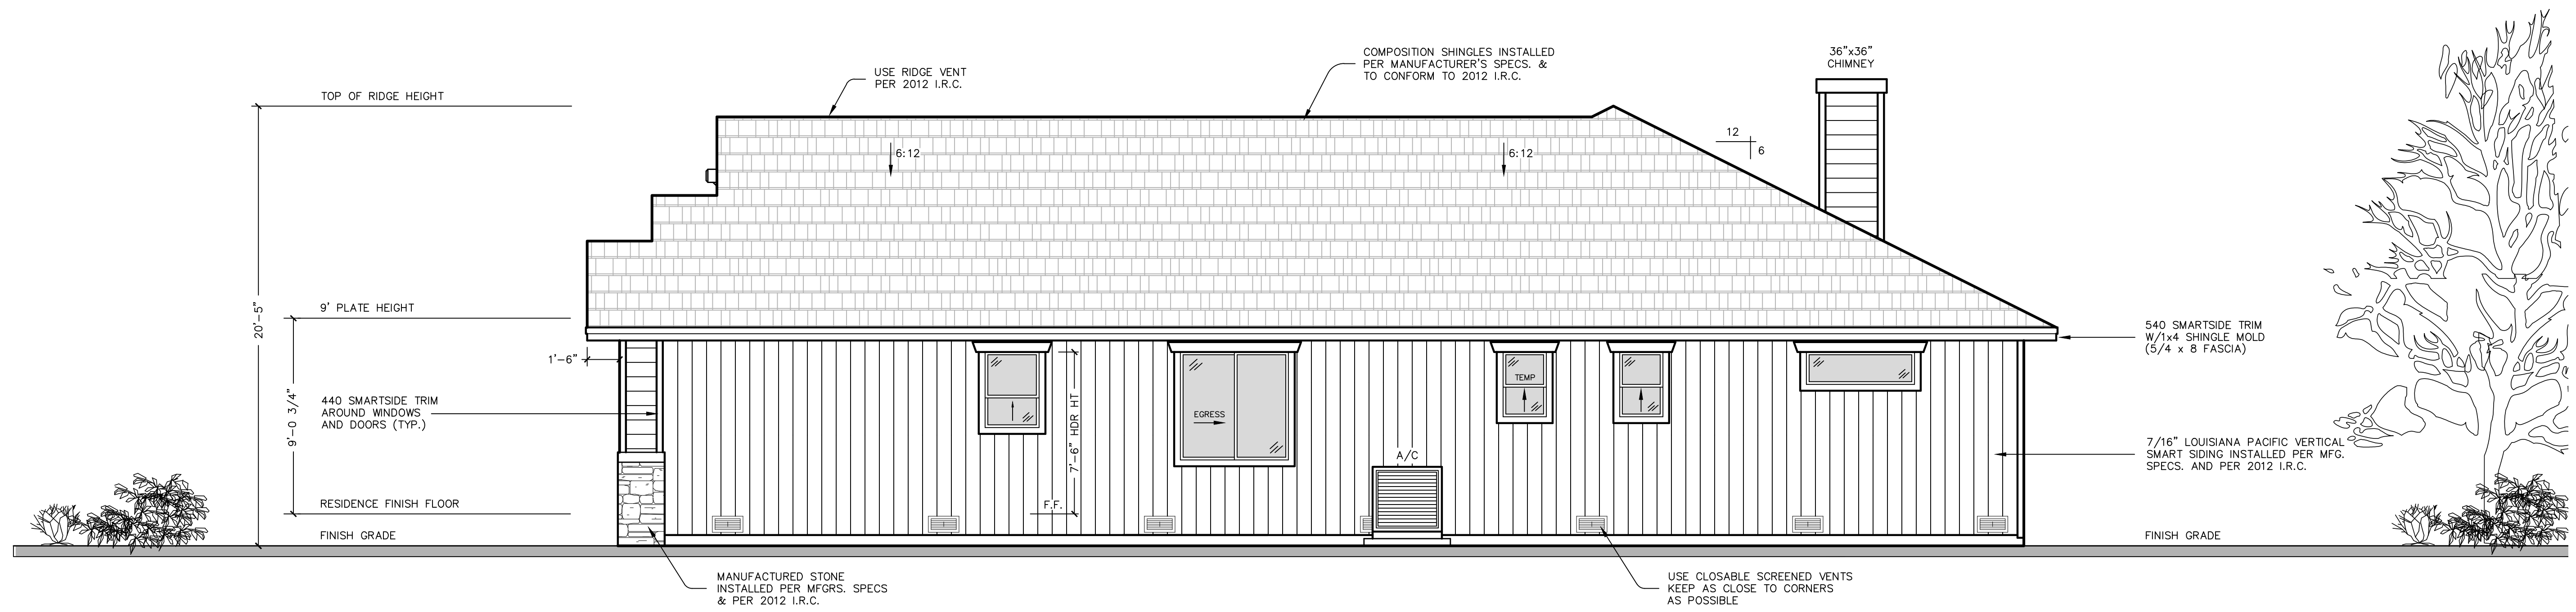 36"x36"
CHIMNEY
COMPOSITION SHINGLES INSTALLED
PER MANUFACTURER'S SPECS. &
TO CONFORM TO 2012 I.R.C.
USE RIDGE VENT
PER 2012 I.R.C.
TOP OF RIDGE HEIGHT
12
6
6:12
6:12
9' PLATE HEIGHT
20'-5"
540 SMARTSIDE TRIM
W/1x4 SHINGLE MOLD
(5/4 x 8 FASCIA)
1'-6"
TEMP
440 SMARTSIDE TRIM
AROUND WINDOWS
AND DOORS (TYP.)
9'-0 3/4"
7'-6" HDR HT
EGRESS
A/C
7/16" LOUISIANA PACIFIC VERTICAL
SMART SIDING INSTALLED PER MFG.
SPECS. AND PER 2012 I.R.C.
RESIDENCE FINISH FLOOR
F.F.
FINISH GRADE
FINISH GRADE
MANUFACTURED STONE
INSTALLED PER MFGRS. SPECS
& PER 2012 I.R.C.
USE CLOSABLE SCREENED VENTS
KEEP AS CLOSE TO CORNERS
AS POSSIBLE